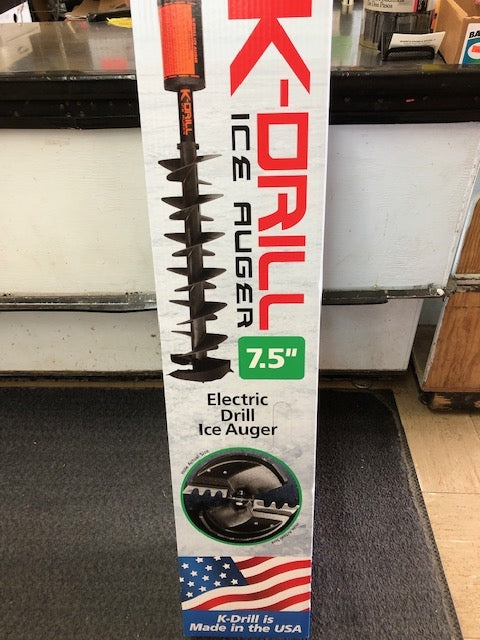 K-DRILL
ICE AUGER
K-DRILL
7.5"
Electric
Drill
Ice Auger
K-Drill is
Made in the USA